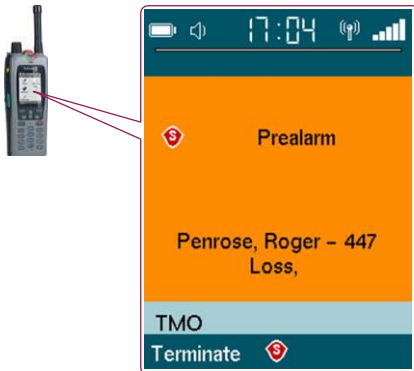 17:04
S
Prealarm
Penrose, Roger – 447
Loss,
TMO
Terminate
S